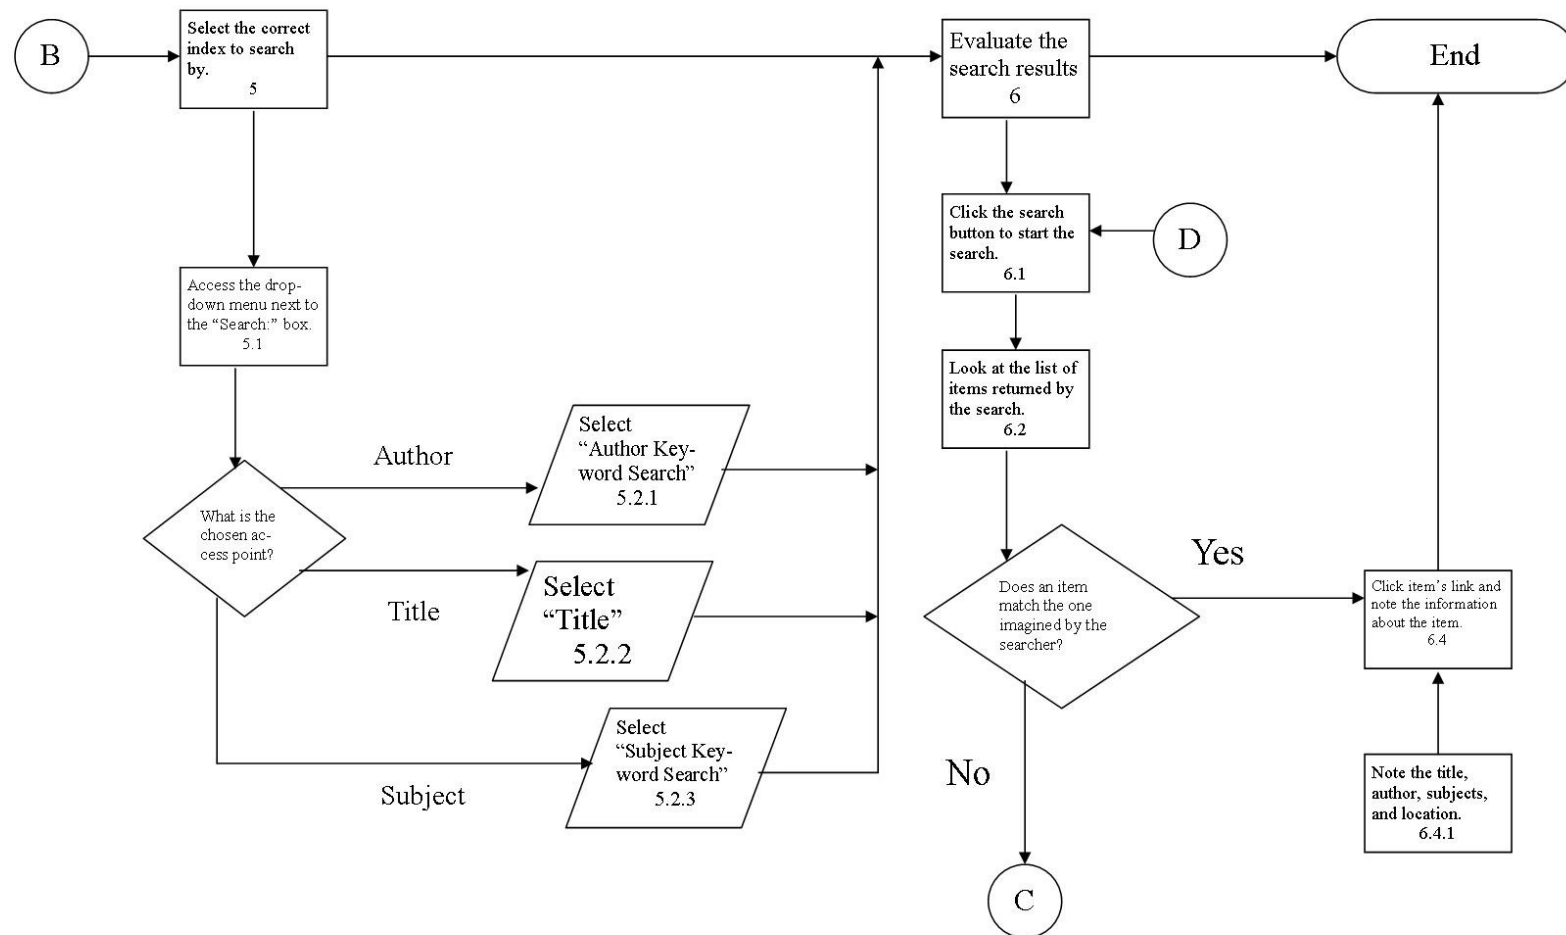 B
Select the correct
index to search
by.
5
Evaluate the
search results
6
End
Click the search
button to start the
search.
6.1
D
Access the drop-
down menu next to
the “Search:” box.
5.1
Look at the list of
items returned by
the search.
6.2
Author
Select
“Author Key-
word Search”
5.2.1
What is the
chosen ac-
cess point?
Title
Select
“Title”
5.2.2
Subject
Select
“Subject Key-
word Search”
5.2.3
Does an item
match the one
imagined by the
searcher?
Yes
Click item’s link and
note the information
about the item.
6.4
No
Note the title,
author, subjects,
and location.
6.4.1
C